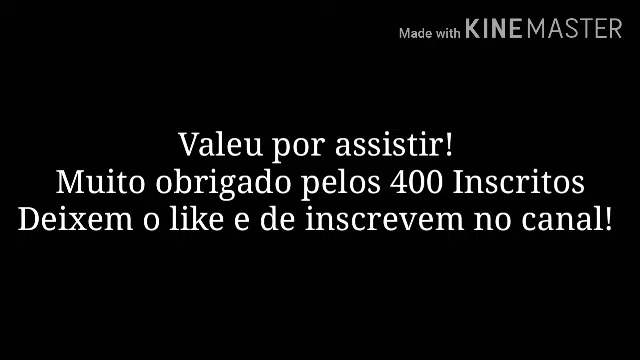 Made with KINEMASTER
Valeu por assistir!
Muito obrigado pelos 400 Inscritos
Deixem o like e de inscrevem no canal!